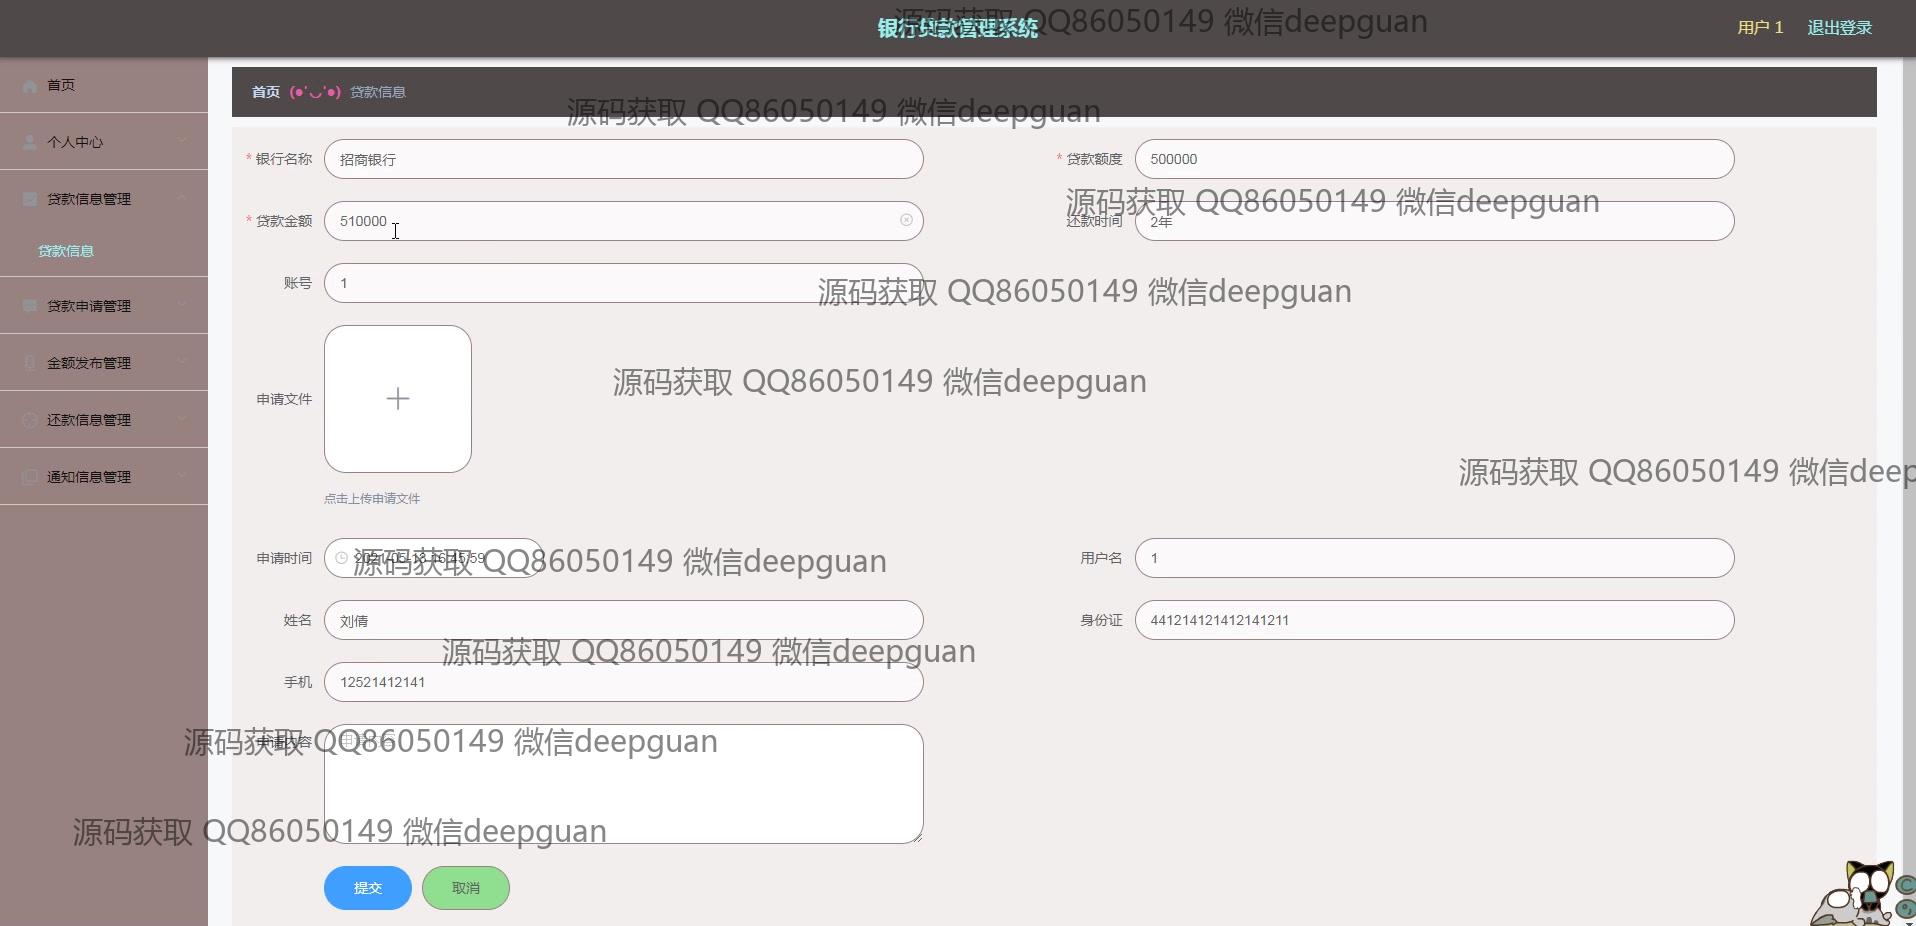 银行贷款管理系统
源码获取 QQ86050149 微信deepguan
用户 1 退出登录
首页
个人中心
贷款信息管理
贷款信息
贷款申请管理
金额发布管理
还款信息管理
通知信息管理
首页 (●'◡'●) 贷款信息
源码获取 QQ86050149 微信deepguan
* 银行名称 招商银行
* 贷款额度 500000
源码获取 QQ86050149 微信deepguan
* 贷款金额 510000
还款时间 2年
账号 1
源码获取 QQ86050149 微信deepguan
源码获取 QQ86050149 微信deepguan
申请文件
源码获取 QQ86050149 微信deep
点击上传申请文件
申请时间 2021-05-18 16:45:59
源码获取 QQ86050149 微信deepguan
用户名 1
姓名 刘倩
身份证 441214121412141211
源码获取 QQ86050149 微信deepguan
手机 12521412141
申请内容 申请内容
源码获取 QQ86050149 微信deepguan
源码获取 QQ86050149 微信deepguan
提交 取消